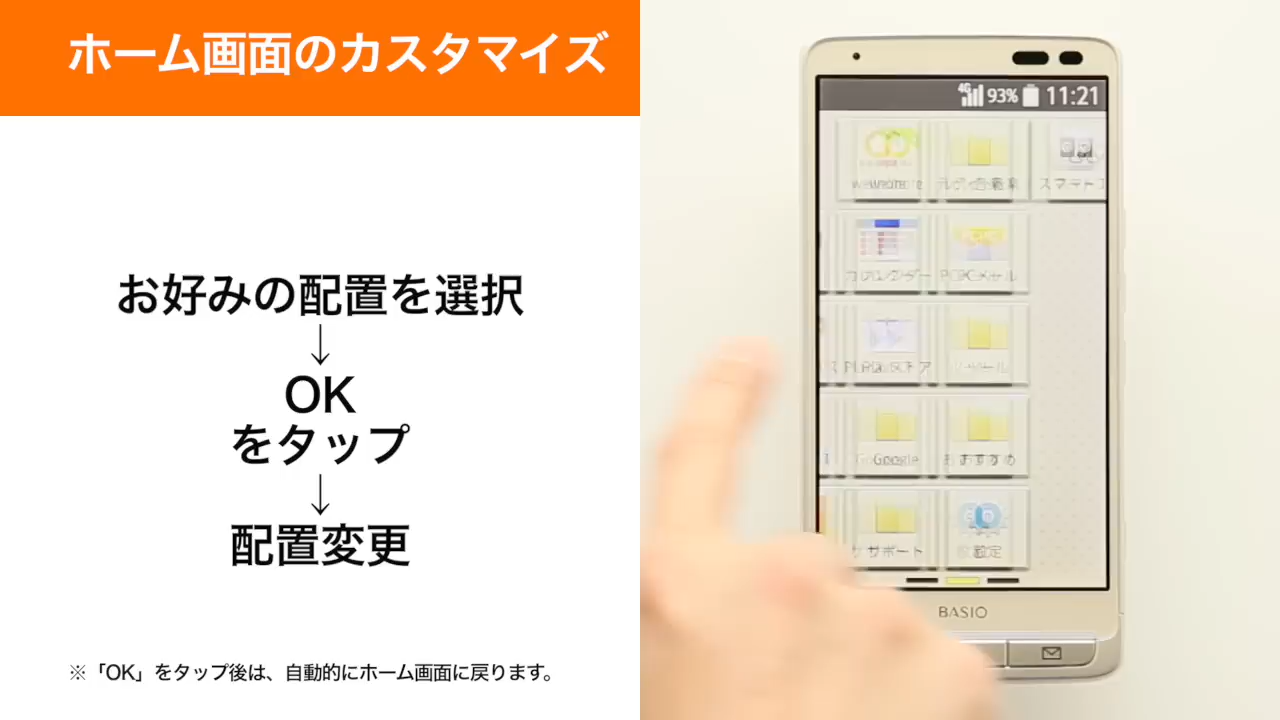 ホーム画面のカスタマイズ
お好みの配置を選択
↓
OK
をタップ
↓
配置変更
※「OK」をタップ後は、自動的にホーム画面に戻ります。
4G 93% 11:21
カレンダー
Google おすすめ
サポート 設定
BASIO